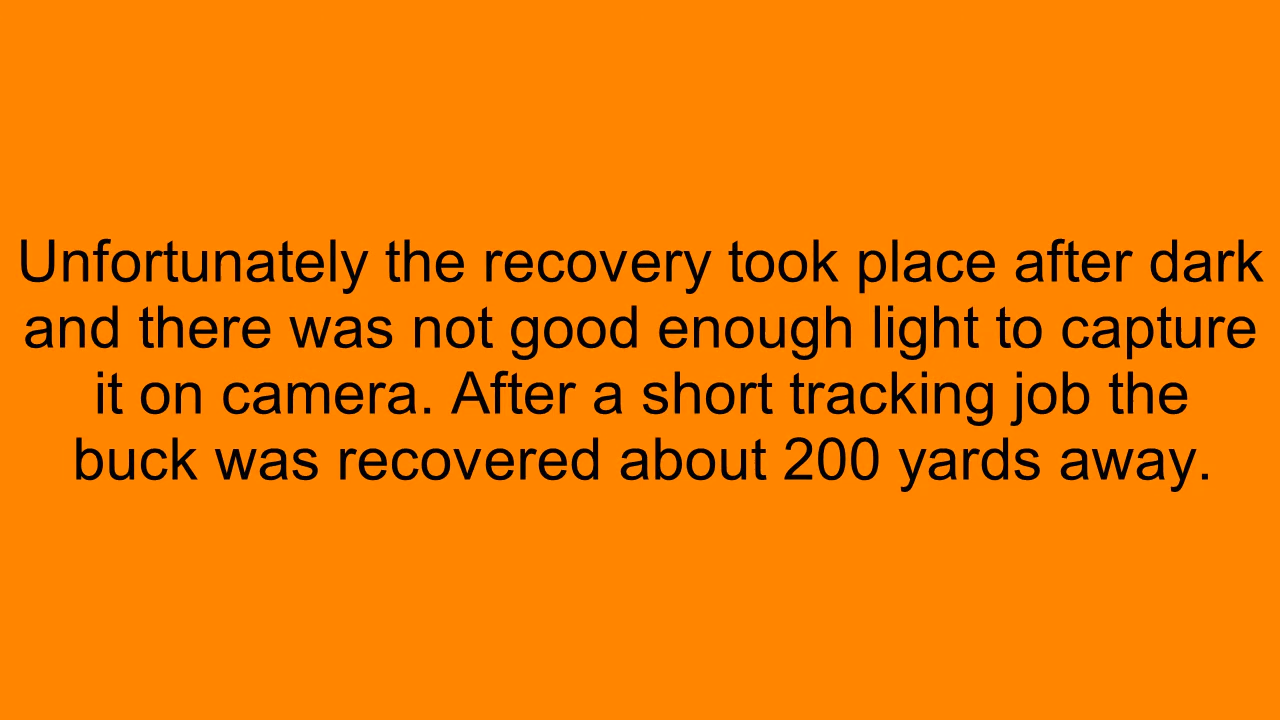 Unfortunately the recovery took place after dark
and there was not good enough light to capture
it on camera. After a short tracking job the
buck was recovered about 200 yards away.